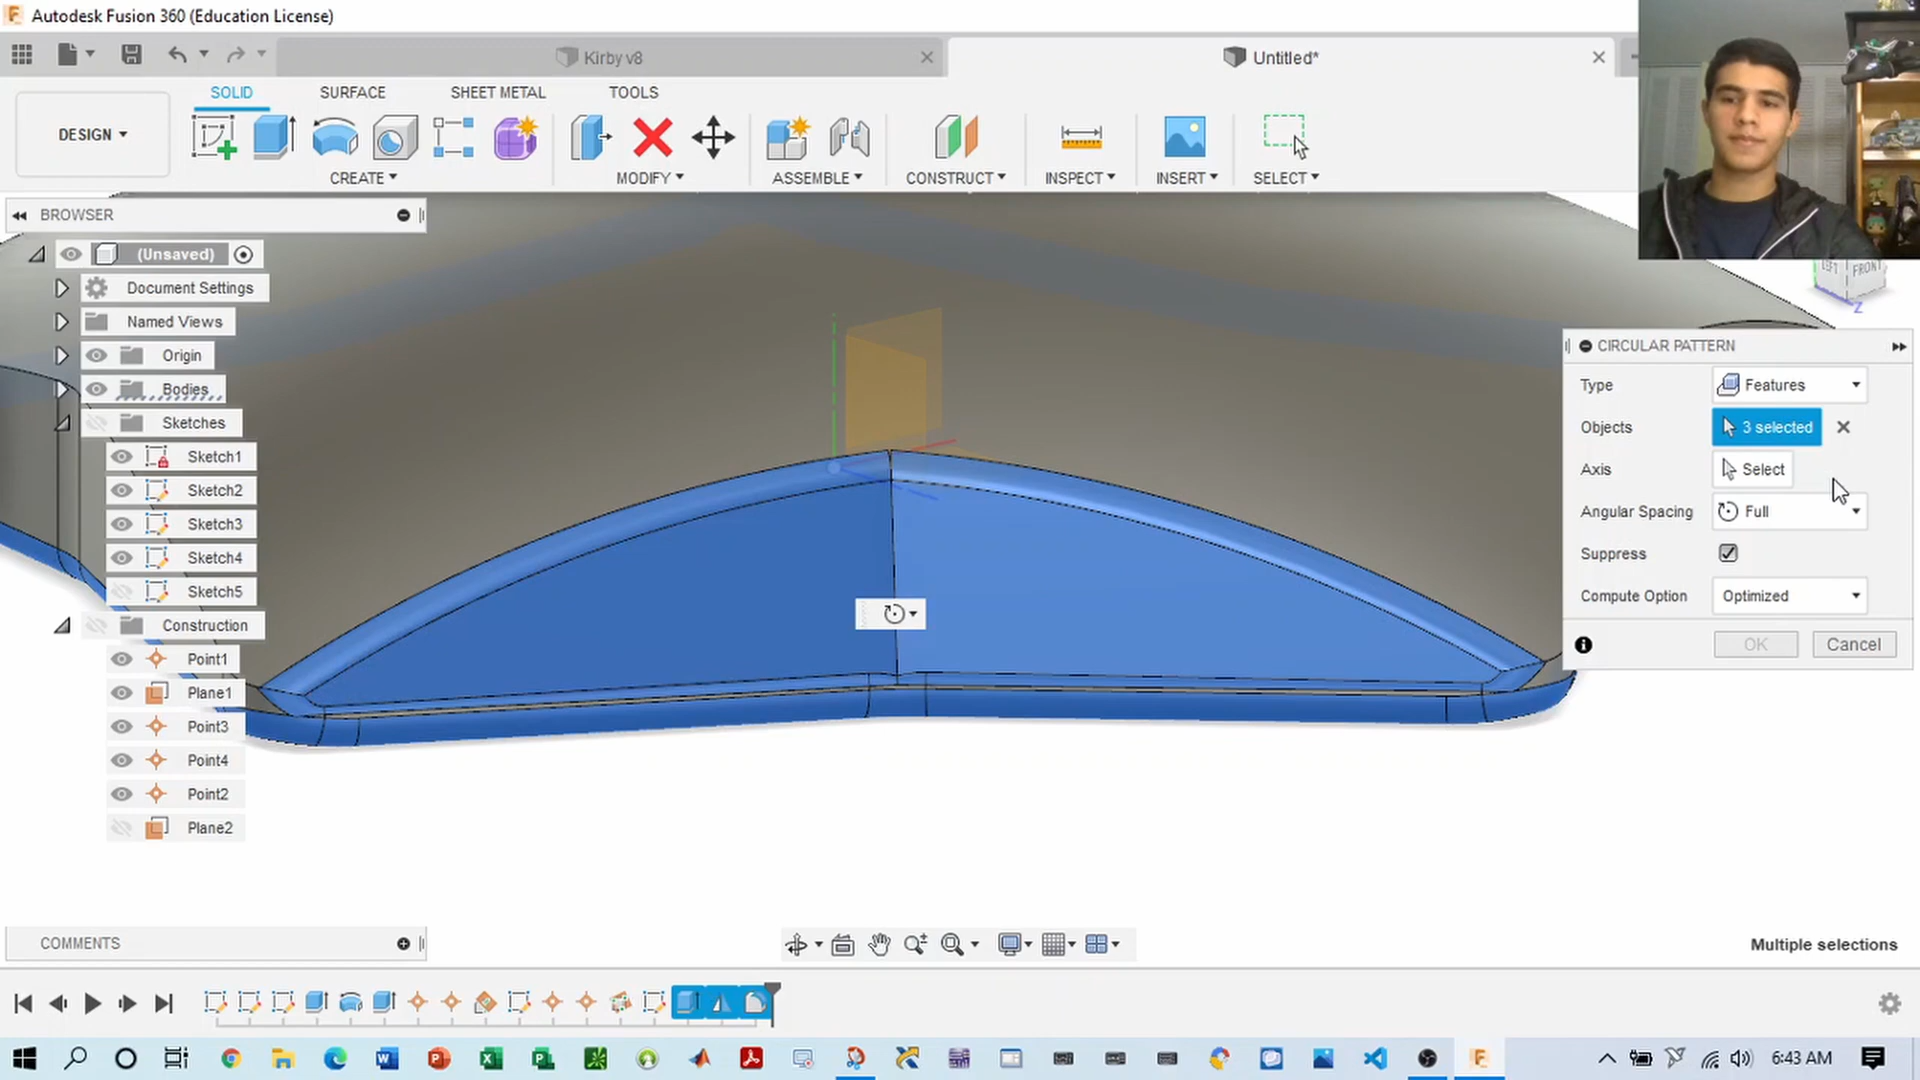 Autodesk Fusion 360 (Education License)
Kirby v8
Untitled*
SOLID
SURFACE
SHEET METAL
TOOLS
DESIGN
CREATE
MODIFY
ASSEMBLE
CONSTRUCT
INSPECT
INSERT
SELECT
BROWSER
(Unsaved)
Document Settings
Named Views
Origin
Bodies
Sketches
Sketch1
Sketch2
Sketch3
Sketch4
Sketch5
Construction
Point1
Plane1
Point3
Point4
Point2
Plane2
LEFT
FRONT
Z
CIRCULAR PATTERN
Type
Features
Objects
3 selected
Axis
Select
Angular Spacing
Full
Suppress
Compute Option
Optimized
OK
Cancel
COMMENTS
Multiple selections
6:43 AM